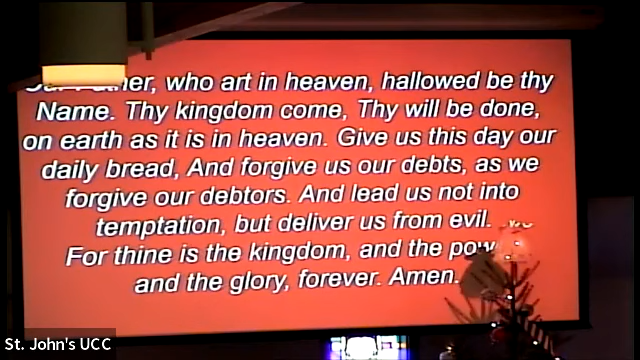 Our Father, who art in heaven, hallowed be thy
Name. Thy kingdom come, Thy will be done,
on earth as it is in heaven. Give us this day our
daily bread, And forgive us our debts, as we
forgive our debtors. And lead us not into
temptation, but deliver us from evil.
For thine is the kingdom, and the pow
and the glory, forever. Amen.
St. John's UCC